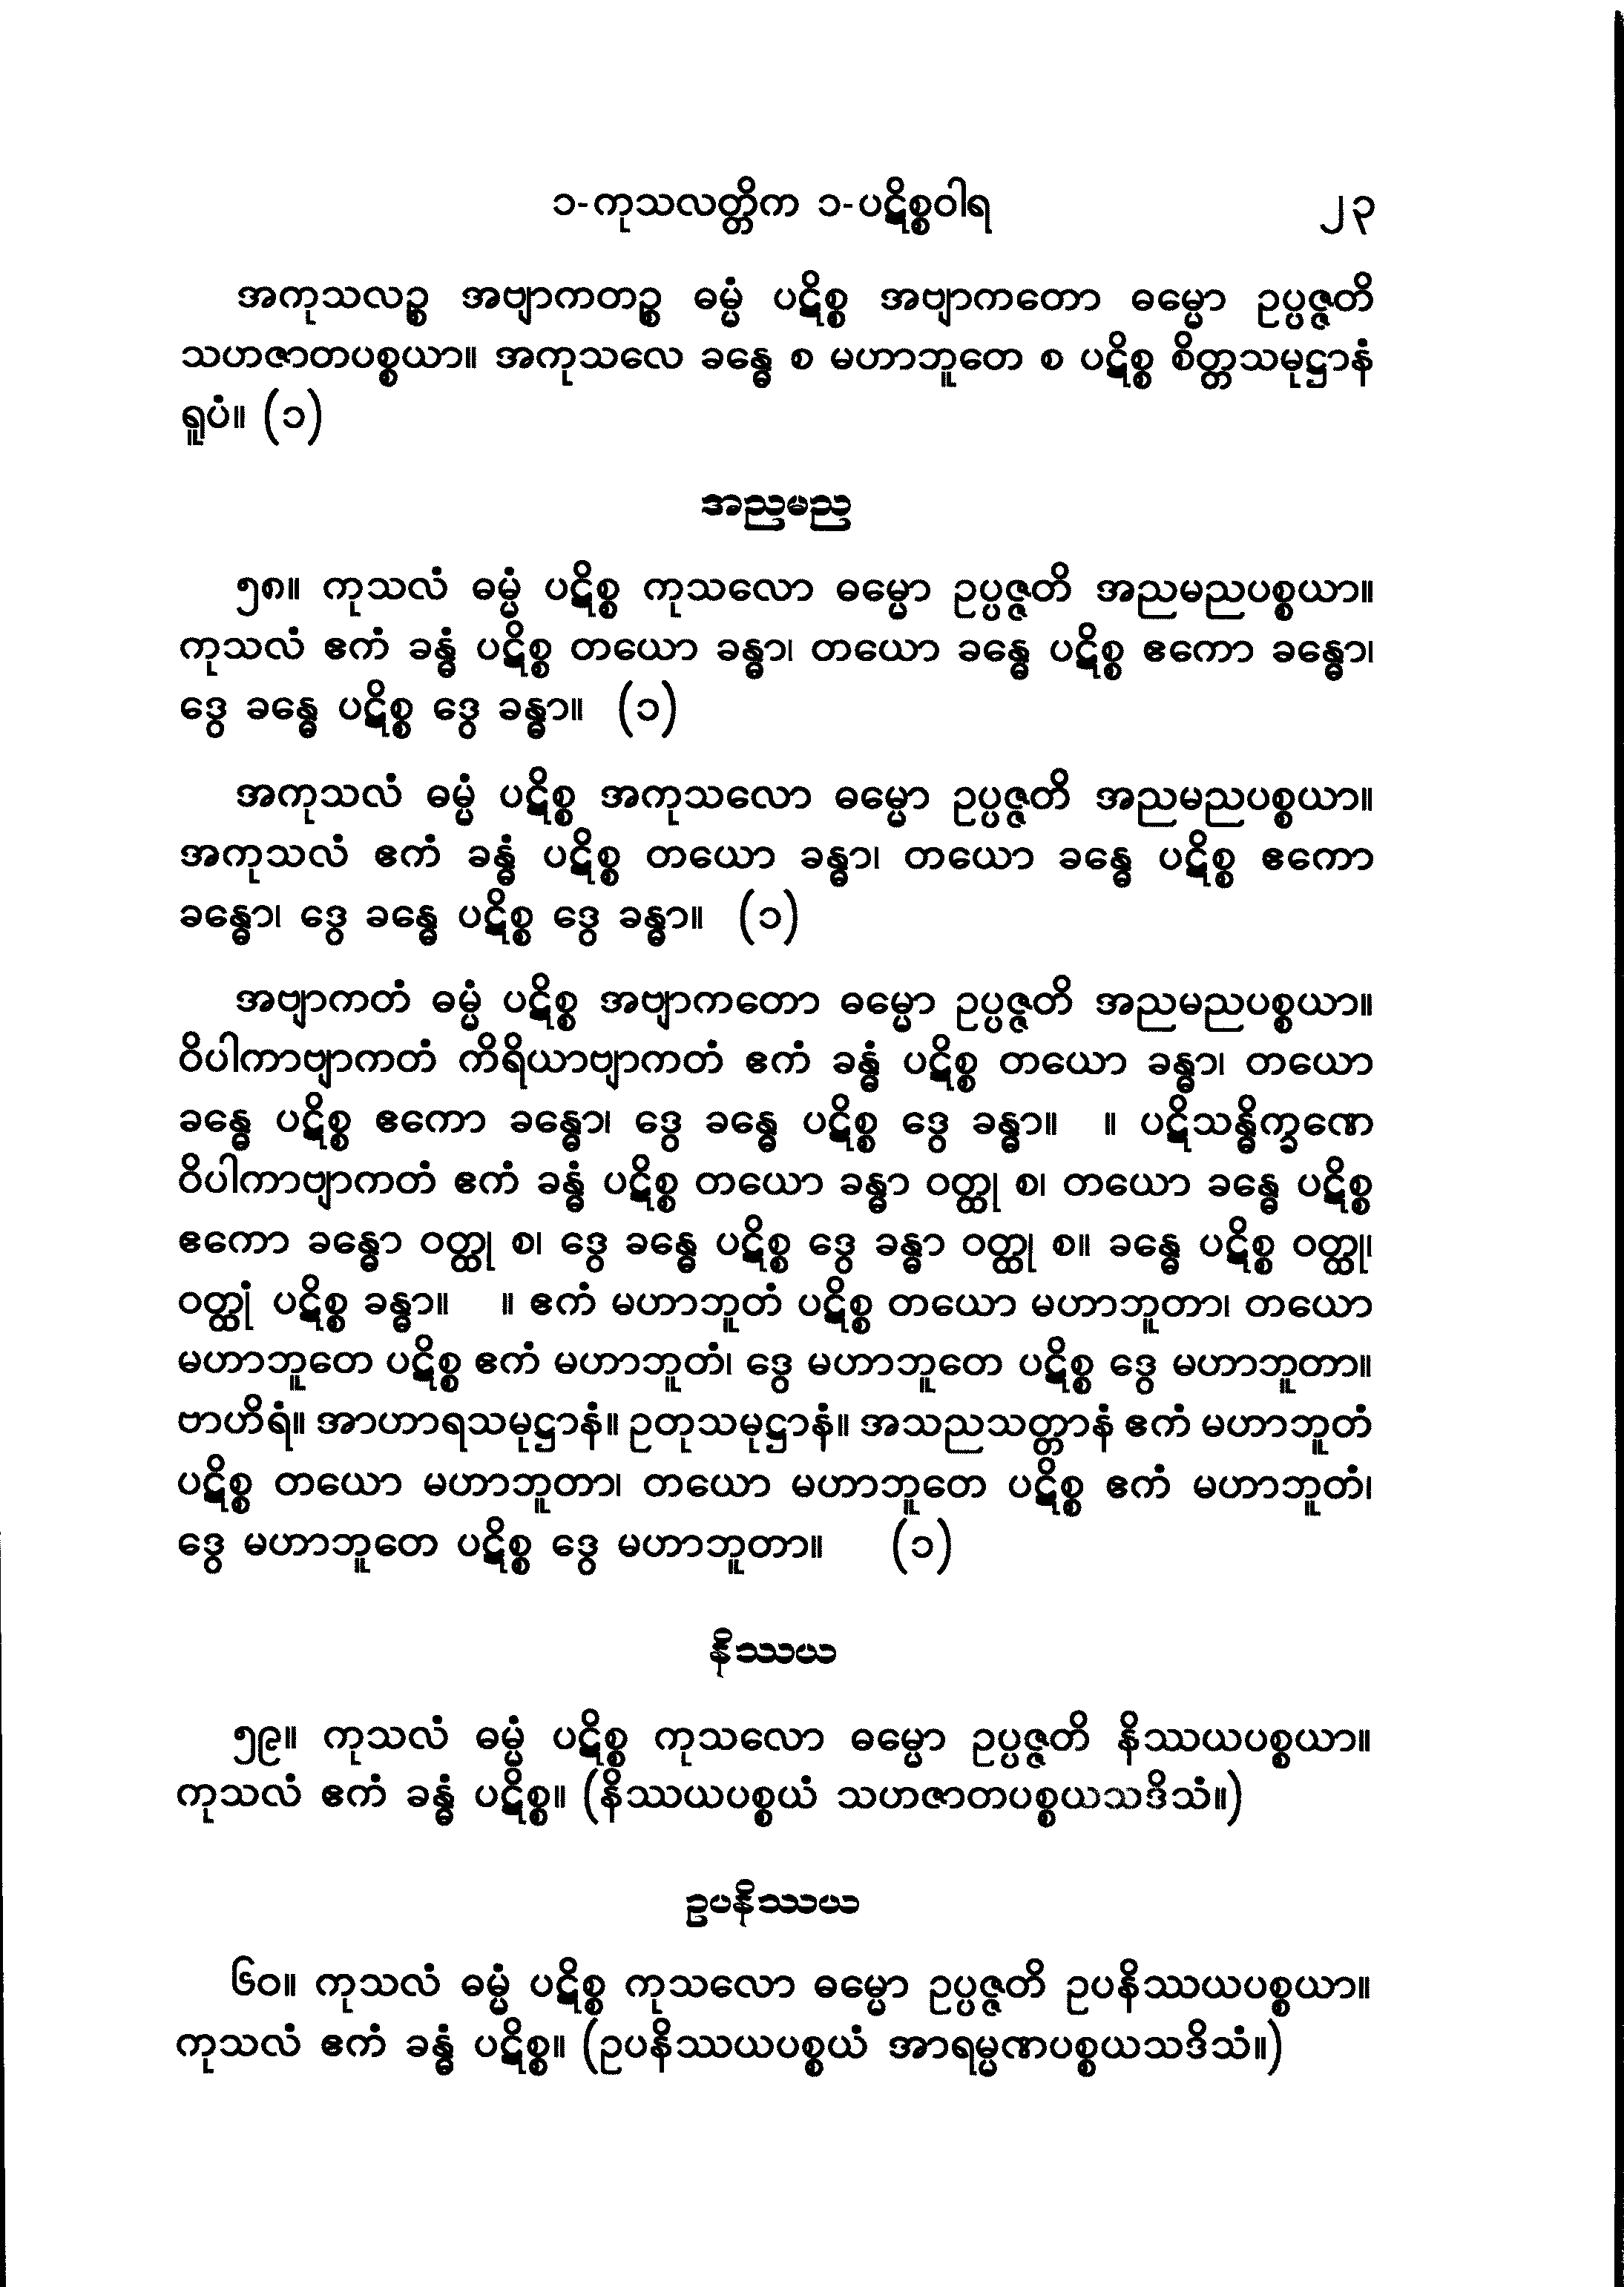 ၁-ကုသလတ္တိက ၁-ပဋိစ္စဝါရ ၂၃
အကုသလဉ္စ အဗျာကတဉ္စ ဓမ္မံ ပဋိစ္စ အဗျာကတော ဓမ္မော ဥပ္ပဇ္ဇတိ
သဟဇာတပစ္စယာ။ အကုသလေ ခန္ဓေ စ မဟာဘူတေ စ ပဋိစ္စ စိတ္တသမုဋ္ဌာနံ
ရူပံ။ (၁)
အညမည
၅၈။ ကုသလံ ဓမ္မံ ပဋိစ္စ ကုသလော ဓမ္မော ဥပ္ပဇ္ဇတိ အညမညပစ္စယာ။
ကုသလံ ဧကံ ခန္ဓံ ပဋိစ္စ တယော ခန္ဓာ၊ တယော ခန္ဓေ ပဋိစ္စ ဧကော ခန္ဓော၊
ဒွေ ခန္ဓေ ပဋိစ္စ ဒွေ ခန္ဓာ။ (၁)
အကုသလံ ဓမ္မံ ပဋိစ္စ အကုသလော ဓမ္မော ဥပ္ပဇ္ဇတိ အညမညပစ္စယာ။
အကုသလံ ဧကံ ခန္ဓံ ပဋိစ္စ တယော ခန္ဓာ၊ တယော ခန္ဓေ ပဋိစ္စ ဧကော
ခန္ဓော၊ ဒွေ ခန္ဓေ ပဋိစ္စ ဒွေ ခန္ဓာ။ (၁)
အဗျာကတံ ဓမ္မံ ပဋိစ္စ အဗျာကတော ဓမ္မော ဥပ္ပဇ္ဇတိ အညမညပစ္စယာ။
ဝိပါကာဗျာကတံ ကိရိယာဗျာကတံ ဧကံ ခန္ဓံ ပဋိစ္စ တယော ခန္ဓာ၊ တယော
ခန္ဓေ ပဋိစ္စ ဧကော ခန္ဓော၊ ဒွေ ခန္ဓေ ပဋိစ္စ ဒွေ ခန္ဓာ။ ။ ပဋိသန္ဓိက္ခဏေ
ဝိပါကာဗျာကတံ ဧကံ ခန္ဓံ ပဋိစ္စ တယော ခန္ဓာ ဝတ္ထု စ၊ တယော ခန္ဓေ ပဋိစ္စ
ဧကော ခန္ဓော ဝတ္ထု စ၊ ဒွေ ခန္ဓေ ပဋိစ္စ ဒွေ ခန္ဓာ ဝတ္ထု စ။ ခန္ဓေ ပဋိစ္စ ဝတ္ထု၊
ဝတ္ထုံ ပဋိစ္စ ခန္ဓာ။ ။ ဧကံ မဟာဘူတံ ပဋိစ္စ တယော မဟာဘူတာ၊ တယော
မဟာဘူတေ ပဋိစ္စ ဧကံ မဟာဘူတံ၊ ဒွေ မဟာဘူတေ ပဋိစ္စ ဒွေ မဟာဘူတာ။
ဗာဟိရံ။ အာဟာရသမုဋ္ဌာနံ။ ဥတုသမုဋ္ဌာနံ။ အသညသတ္တာနံ ဧကံ မဟာဘူတံ
ပဋိစ္စ တယော မဟာဘူတာ၊ တယော မဟာဘူတေ ပဋိစ္စ ဧကံ မဟာဘူတံ၊
ဒွေ မဟာဘူတေ ပဋိစ္စ ဒွေ မဟာဘူတာ။ (၁)
နိဿယ
၅၉။ ကုသလံ ဓမ္မံ ပဋိစ္စ ကုသလော ဓမ္မော ဥပ္ပဇ္ဇတိ နိဿယပစ္စယာ။
ကုသလံ ဧကံ ခန္ဓံ ပဋိစ္စ။ (နိဿယပစ္စယံ သဟဇာတပစ္စယသဒိသံ။)
ဥပနိဿယ
၆၀။ ကုသလံ ဓမ္မံ ပဋိစ္စ ကုသလော ဓမ္မော ဥပ္ပဇ္ဇတိ ဥပနိဿယပစ္စယာ။
ကုသလံ ဧကံ ခန္ဓံ ပဋိစ္စ။ (ဥပနိဿယပစ္စယံ အာရမ္မဏပစ္စယသဒိသံ။)